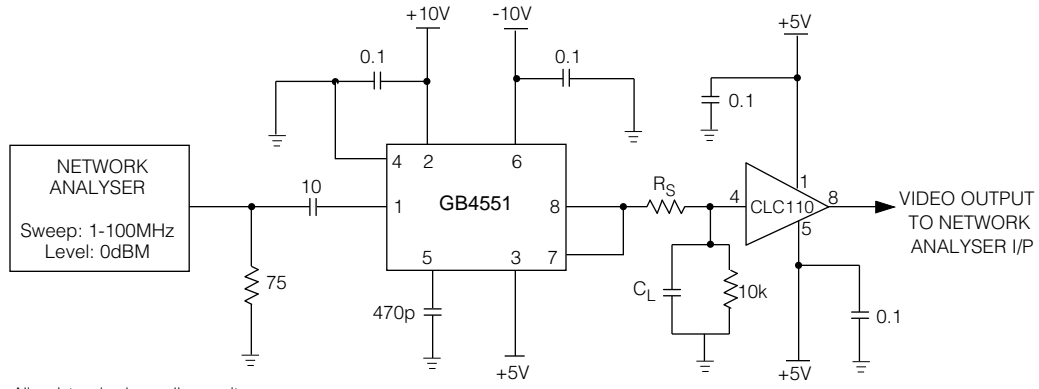 +10V
-10V
+5V
0.1
0.1
0.1
NETWORK
ANALYSER
Sweep: 1-100MHz
Level: 0dBM
10
75
4
2
6
1
GB4551
8
7
5
3
470p
+5V
RS
CL
10k
4
CLC110
1
8
5
0.1
+5V
VIDEO OUTPUT
TO NETWORK
ANALYSER I/P